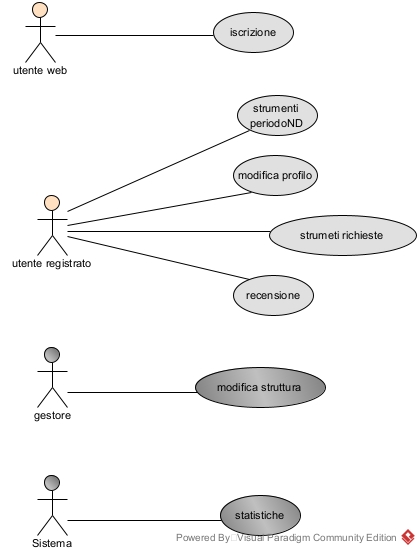 iscrizione
utente web
strumenti
periodoND
modifica profilo
strumeti richieste
utente registrato
recensione
modifica struttura
gestore
statistiche
Powered By Visual Paradigm Community Edition
Sistema